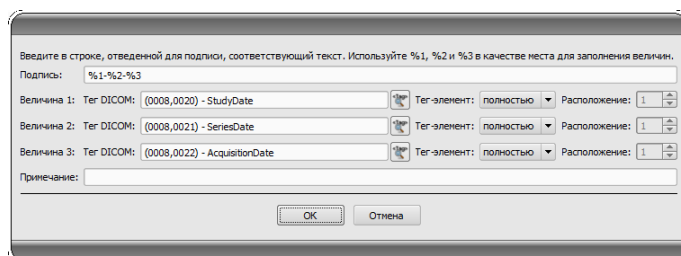 Введите в строке, отведенной для подписи, соответствующий текст. Используйте %1, %2 и %3 в качестве места для заполнения величин.
Подпись: %1-%2-%3
Величина 1: Тег DICOM: (0008,0020) - StudyDate Тег-элемент: полностью Расположение: 1
Величина 2: Тег DICOM: (0008,0021) - SeriesDate Тег-элемент: полностью Расположение: 1
Величина 3: Тег DICOM: (0008,0022) - AcquisitionDate Тег-элемент: полностью Расположение: 1
Примечание:
OK Отмена